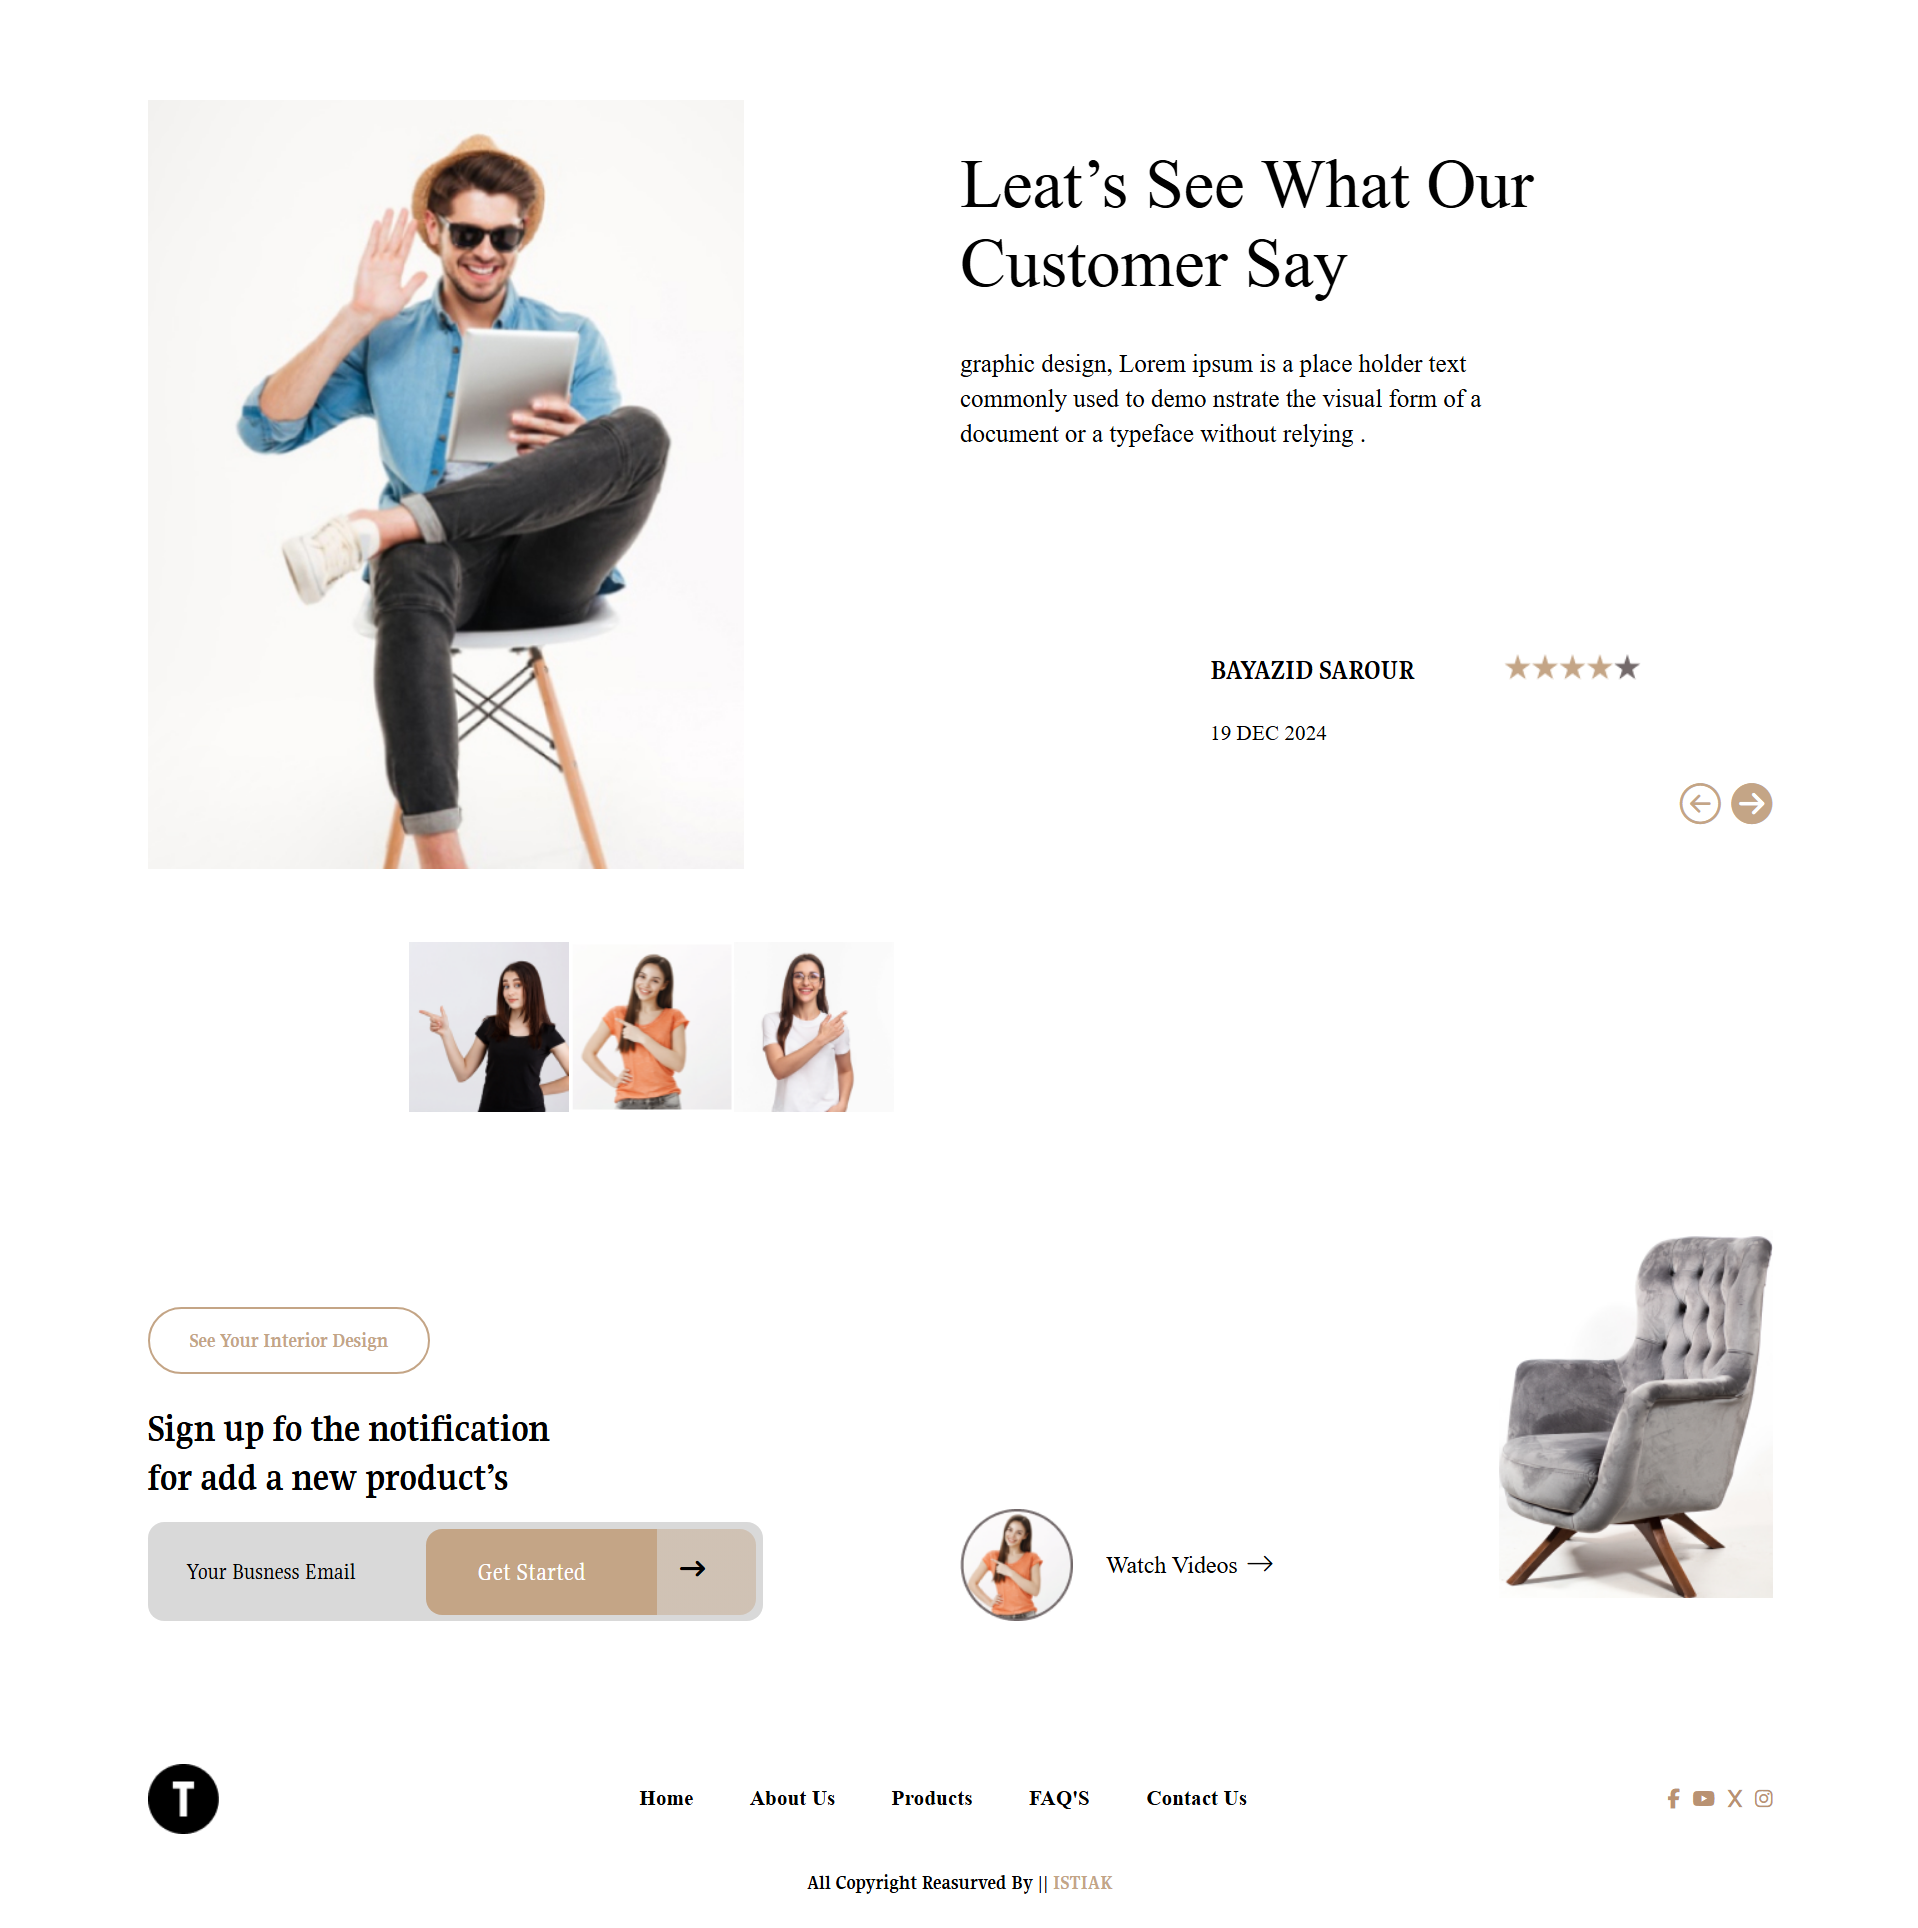 Leat’s See What Our
Customer Say
graphic design, Lorem ipsum is a place holder text
commonly used to demo nstrate the visual form of a
document or a typeface without relying .
BAYAZID SAROUR
19 DEC 2024
See Your Interior Design
Sign up fo the notification
for add a new product’s
Your Busness Email
Get Started
Watch Videos
T
Home
About Us
Products
FAQ'S
Contact Us
All Copyright Reasurved By || ISTIAK